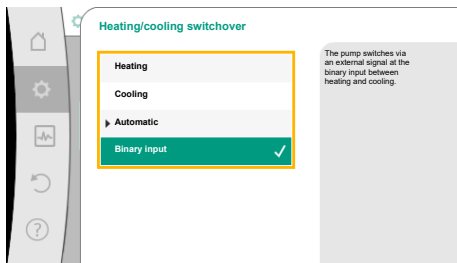 Heating/cooling switchover
Heating
Cooling
Automatic
Binary input
The pump switches via
an external signal at the
binary input between
heating and cooling.
?